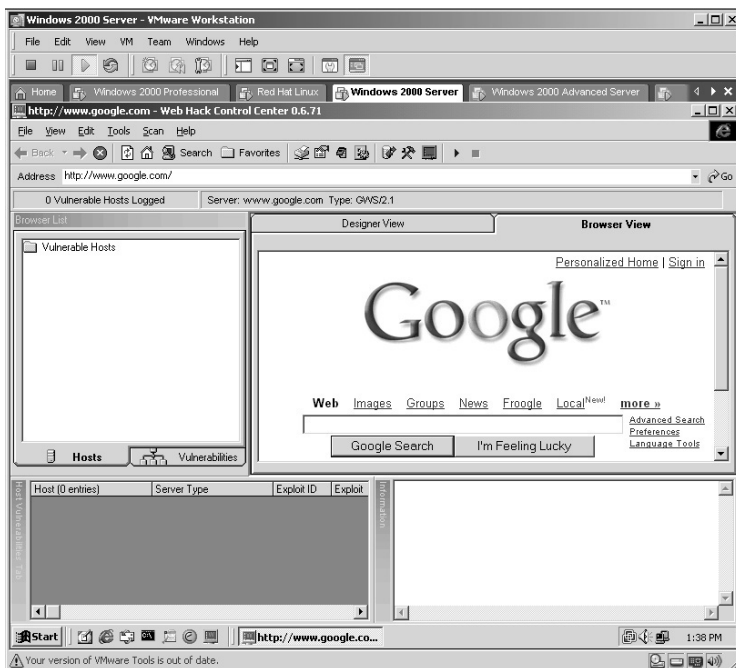 Windows 2000 Server - VMware Workstation
File Edit View VM Team Windows Help
Home Windows 2000 Professional Red Hat Linux Windows 2000 Server Windows 2000 Advanced Server
http://www.google.com - Web Hack Control Center 0.6.71
File View Edit Tools Scan Help
Back Search Favorites
Address http://www.google.com/ Go
0 Vulnerable Hosts Logged Server: www.google.com Type: GWS/2.1
Browser List
Designer View Browser View
Vulnerable Hosts
Personalized Home | Sign in
Google™
Web Images Groups News Froogle Local New! more »
Advanced Search
Preferences
Language Tools
Google Search I'm Feeling Lucky
Hosts Vulnerabilities
Host Vulnerabilities Tab
Host (0 entries) Server Type Exploit ID Exploit
Information
Start http://www.google.co... 1:38 PM
Your version of VMware Tools is out of date.